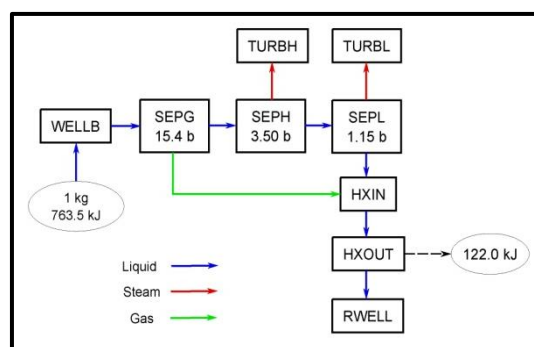 TURBH
TURBL
WELLB
SEPG
15.4 b
SEPH
3.50 b
SEPL
1.15 b
1 kg
763.5 kJ
HXIN
HXOUT
122.0 kJ
Liquid
Steam
Gas
RWELL